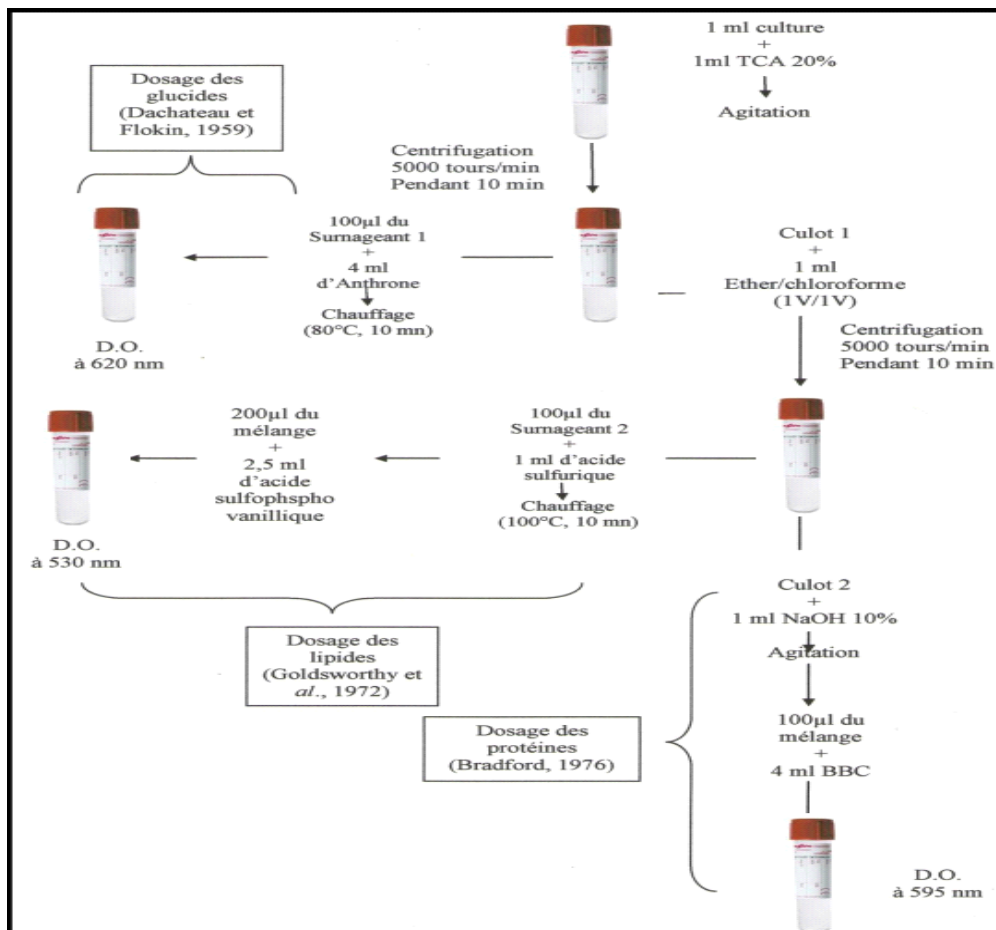 1 ml culture
+
1ml TCA 20%
Agitation
Dosage des
glucides
(Dachateau et
Flokin, 1959)
Centrifugation
5000 tours/min
Pendant 10 min
100µl du
Surnageant 1
+
4 ml
d'Anthrone
Chauffage
(80°C, 10 mn)
D.O.
à 620 nm
Culot 1
+
1 ml
Ether/chloroforme
(1V/1V)
Centrifugation
5000 tours/min
Pendant 10 min
100µl du
Surnageant 2
+
1 ml d'acide
sulfurique
Chauffage
(100°C, 10 mn)
200µl du
mélange
+
2,5 ml
d'acide
sulfophspho
vanillique
D.O.
à 530 nm
Dosage des
lipides
(Goldsworthy et
al., 1972)
Culot 2
+
1 ml NaOH 10%
Agitation
100µl du
mélange
+
4 ml BBC
Dosage des
protéines
(Bradford, 1976)
D.O.
à 595 nm